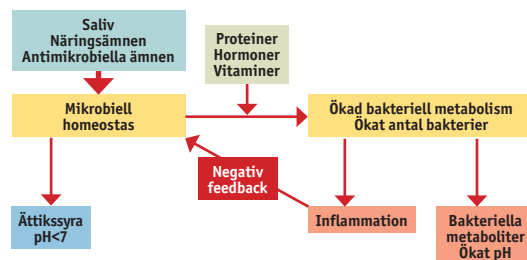 Saliv
Näringsämnen
Antimikrobiella ämnen
Proteiner
Hormoner
Vitaminer
Mikrobiell
homeostas
Ökad bakteriell metabolism
Ökat antal bakterier
Negativ
feedback
Ättikssyra
pH<7
Inflammation
Bakteriella
metaboliter
Ökat pH